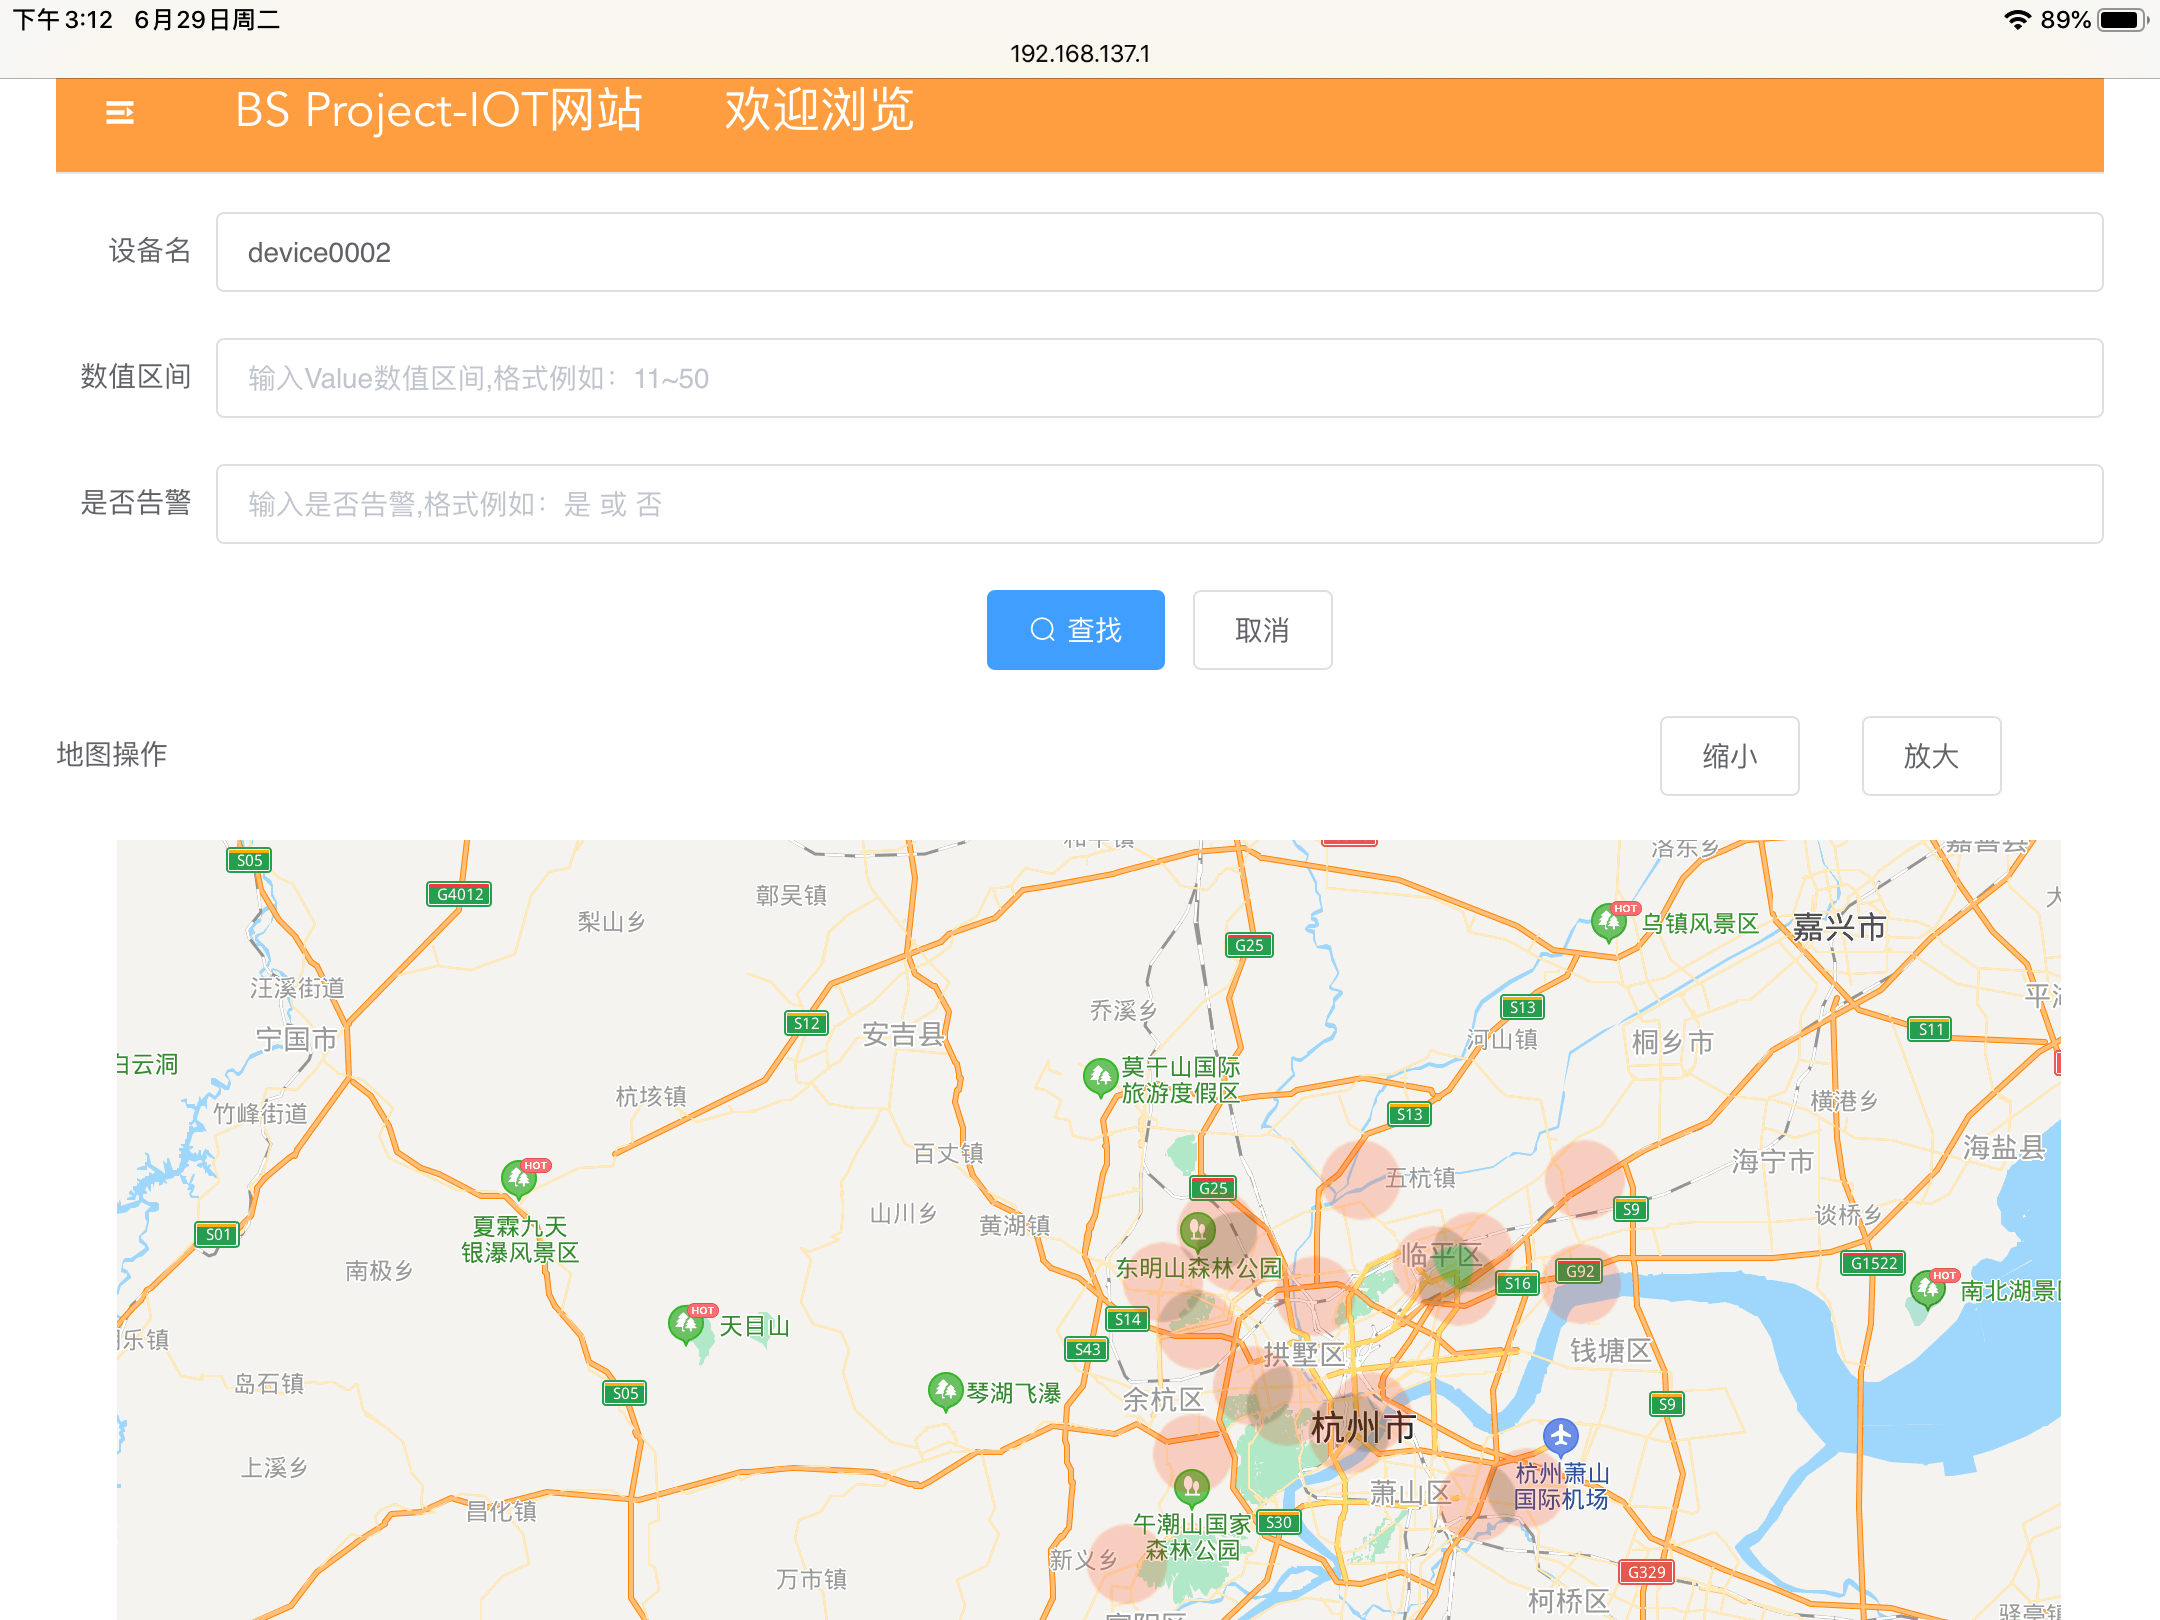 下午3:12 6月29日周二 89%
192.168.137.1
BS Project-IOT网站 欢迎浏览
设备名 device0002
数值区间 输入Value数值区间,格式例如：11~50
是否告警 输入是否告警,格式例如：是 或 否
查找 取消
地图操作 缩小 放大
洛东乡
S05
G4012
鄣吴镇
梨山乡
HOT
乌镇风景区
嘉兴市
G25
汪溪街道
宁国市
S12
安吉县
乔溪乡
S13
河山镇
桐乡市
S11
白云洞
莫干山国际
旅游度假区
杭垓镇
竹峰街道
S13
横港乡
百丈镇
海宁市
海盐县
HOT
G25
五杭镇
S9
山川乡
黄湖镇
谈桥乡
S01
夏霖九天
银瀑风景区
南极乡
东明山森林公园
临平区
S16
G92
G1522
HOT
南北湖景
HOT
天目山
S14
S43
拱墅区
钱塘区
乐镇
岛石镇
S05
琴湖飞瀑
余杭区
S9
杭州市
上溪乡
杭州萧山
国际机场
萧山区
昌化镇
午潮山国家
森林公园
S30
新义乡
万市镇
G329
柯桥区